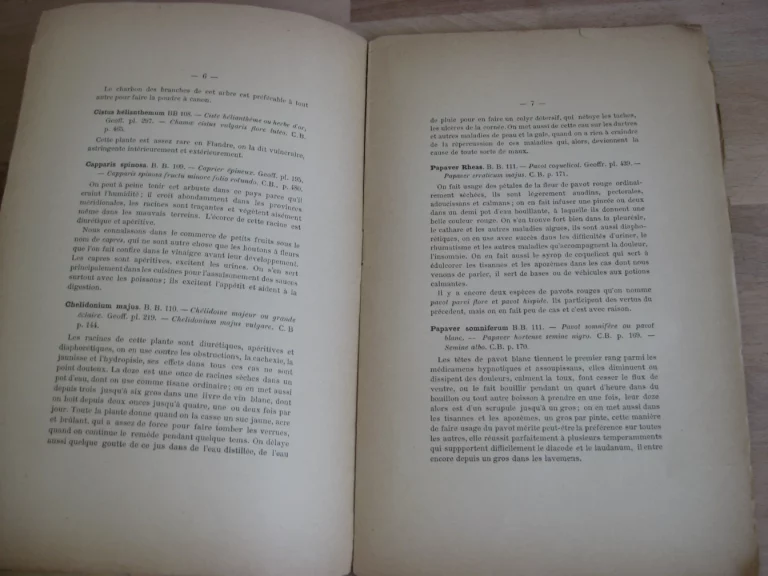 — 6 —
Le charbon des branches de cet arbre est préférable à tout
autre pour faire la poudre à canon.
Cistus hélianthemum BB 108. — Ciste hélianthème ou herbe d'or,
Geoff. pl. 297. — Chamæ cistus vulgaris flore luteo. C.B.
p. 465.
Cette plante est assez rare en Flandre, on la dit vulneraire,
astringente intérieurement et extérieurement.
Capparis spinosa. B. B. 109. — Caprier épineux. Geoff. pl. 195.
— Capparis spinosa fructu minore folio rotundo. C.B., p. 480.
On peut à peine tenir cet arbuste dans ce pays parce qu'il
craint l'humidité ; il croit abondamment dans les provinces
méridionales, les racines sont traçantes et végètent aisément
même dans les mauvais terrains. L'écorce de cette racine est
diurétique et apéritive.
Nous connaissons dans le commerce de petits fruits sous le
nom de capres, qui ne sont autre chose que les boutons à fleurs
que l'on fait confire dans le vinaigre avant leur développement.
Les capres sont apéritives, excitent les urines. On s'en sert
principalement dans les cuisines pour l'assaisonnement des sauces
surtout avec les poissons ; ils excitent l'appétit et aident à la
digestion.
Chelidonium majus. B. B. 110. — Chélidoine majeur ou grande
éclaire. Geoff. pl. 219. — Chelidonium majus vulgare. C. B
p. 144.
Les racines de cette plante sont diurétiques, apéritives et
diaphorétiques, on en use contre les obstructions, la cachexie, la
jaunisse et l'hydropisie, ses effets dans tous ces cas ne sont
point douteux. La dose est une once de racines sèches dans un
pot d'eau, dont on use comme tisane ordinaire ; on en met aussi
depuis trois jusqu'à six gros dans une livre de vin blanc, dont
on boit depuis deux onces jusqu'à quatre, une ou deux fois par
jour. Toute la plante donne quand on la casse un suc jaune, acre
et brûlant, qui a assez de force pour faire tomber les verrues,
quand on continue le remède pendant quelque tems. On délaye
aussi quelque goutte de ce jus dans de l'eau distillée, de l'eau
— 7 —
de pluie pour en faire un colyre détersif, qui nétoye les taches,
les ulcères de la cornée. On met aussi de cette eau sur les dartres
et autres maladies de peau et la gale, quand on a rien à craindre
de la répercussion de ces maladies qui, alors, deviennent la
cause de toute sorte de maux.
Papaver Rheas. B. B. 111. — Pavot coquelicot. Geoffr. pl. 439. —
Papaver erraticum majus. C.B. p. 171.
On fait usage des pétales de la fleur de pavot rouge ordinai-
rement séchées, ils sont légèrement anodins, pectorales,
adoucissans et calmans ; on en fait infuser une pincée ou deux
dans un demi pot d'eau bouillante, à laquelle ils donnent une
belle couleur rouge. On s'en trouve fort bien dans la pleurésie,
le cathare et les autres maladies aigues, ils sont aussi diapho-
rétiques, on en use avec succès dans les difficultés d'uriner, le
rhumatisme et les autres maladies qu'accompagnent la douleur,
l'insomnie. On en fait aussi le syrop de coquelicot qui sert à
édulcorer les tisannes et les apozèmes dans les cas dont nous
venons de parler, il sert de bases ou de véhicules aux potions
calmantes.
Il y a encore deux espèces de pavots rouges qu'on nomme
pavot parvi flore et pavot hispide. Ils participent des vertus du
précédent, mais on en fait peu de cas et c'est avec raison.
Papaver somniferum B.B. 111. — Pavot somnifère ou pavot
blanc, — Papaver hortense semine nigro. C.B. p. 169. —
Semine albo. C.B. p. 170.
Les têtes de pavot blanc tiennent le premier rang parmi les
médicamens hypnotiques et assoupissans, elles diminuent ou
dissipent des douleurs, calment la toux, font cessez le flux de
ventre, on le fait bouillir pendant un quart d'heure dans du
bouillon ou tout autre boisson à prendre en une fois, leur dose
alors est d'un scrupule jusqu'à un gros ; on en met aussi dans
les tisannes et les apozèmes, un gros par pinte, cette manière
de faire usage du pavot mérite peut-être la préférence sur toutes
les autres, elle réussit parfaitement à plusieurs temperamments
qui suppportent difficilement le diacode et le laudanum, il entre
encore depuis un gros dans les lavemens.